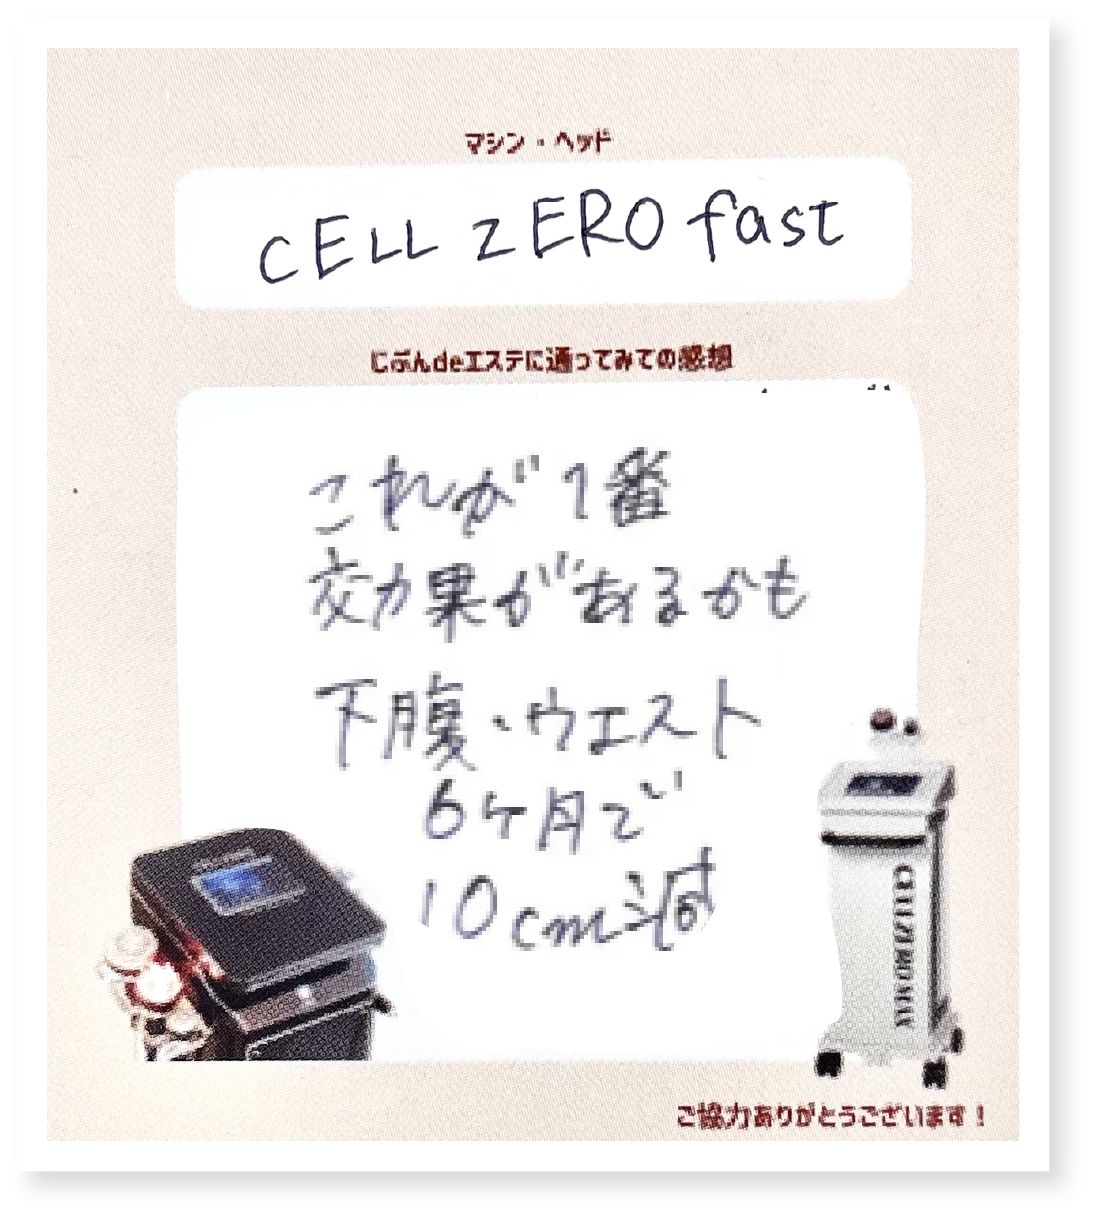 マシン・ヘッド
CELL ZERO fast
じぶんdeエステに通ってみての感想
これが1番
効果があるかも
下腹・ウエスト
6ケ月で
10cm減
CELLZEROMAX
ご協力ありがとうございます！